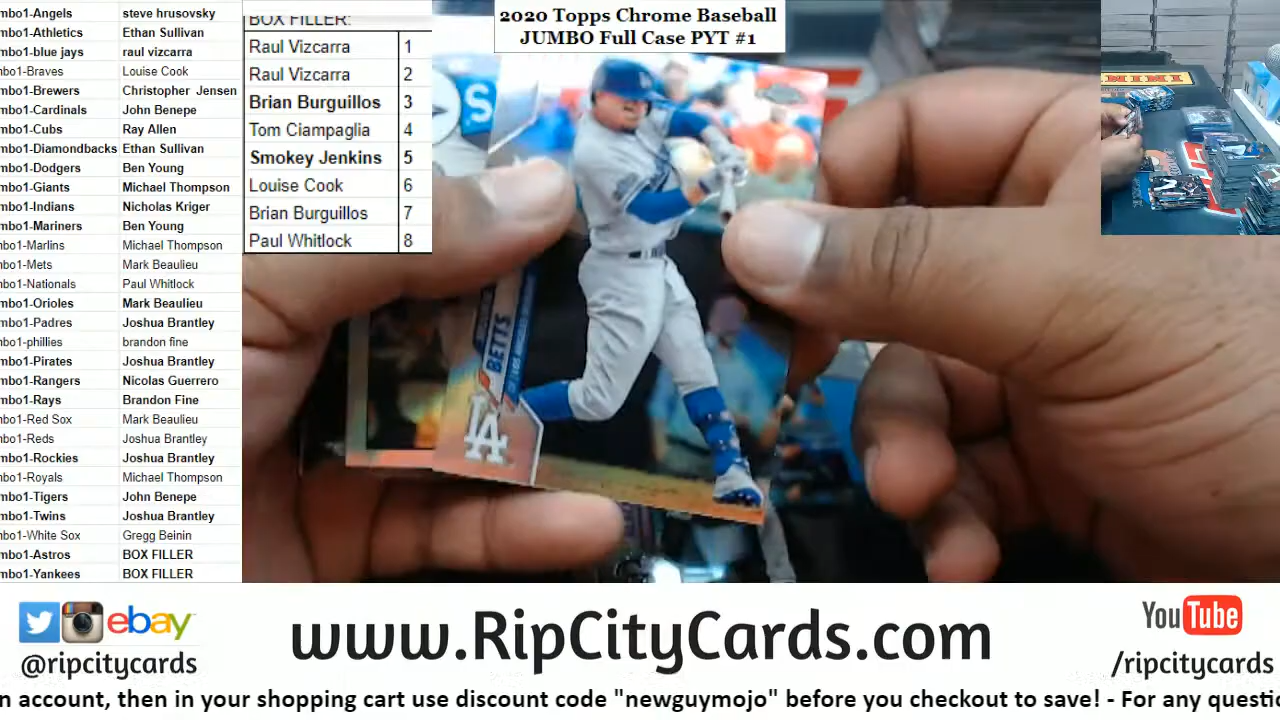 mbo1-Angels steve hrusovsky
mbo1-Athletics Ethan Sullivan
mbo1-blue jays raul vizcarra
mbo1-Braves Louise Cook
mbo1-Brewers Christopher Jensen
mbo1-Cardinals John Benepe
mbo1-Cubs Ray Allen
mbo1-Diamondbacks Ethan Sullivan
mbo1-Dodgers Ben Young
mbo1-Giants Michael Thompson
mbo1-Indians Nicholas Kriger
mbo1-Mariners Ben Young
mbo1-Marlins Michael Thompson
mbo1-Mets Mark Beaulieu
mbo1-Nationals Paul Whitlock
mbo1-Orioles Mark Beaulieu
mbo1-Padres Joshua Brantley
mbo1-phillies brandon fine
mbo1-Pirates Joshua Brantley
mbo1-Rangers Nicolas Guerrero
mbo1-Rays Brandon Fine
mbo1-Red Sox Mark Beaulieu
mbo1-Reds Joshua Brantley
mbo1-Rockies Joshua Brantley
mbo1-Royals Michael Thompson
mbo1-Tigers John Benepe
mbo1-Twins Joshua Brantley
mbo1-White Sox Gregg Beinin
mbo1-Astros BOX FILLER
mbo1-Yankees BOX FILLER
BOX FILLER:
Raul Vizcarra 1
Raul Vizcarra 2
Brian Burguillos 3
Tom Ciampaglia 4
Smokey Jenkins 5
Louise Cook 6
Brian Burguillos 7
Paul Whitlock 8
2020 Topps Chrome Baseball
JUMBO Full Case PYT #1
S
BETTS
LA
PANINI
ebay
@ripcitycards
www.RipCityCards.com
YouTube
/ripcitycards
n account, then in your shopping cart use discount code "newguymojo" before you checkout to save! - For any questio